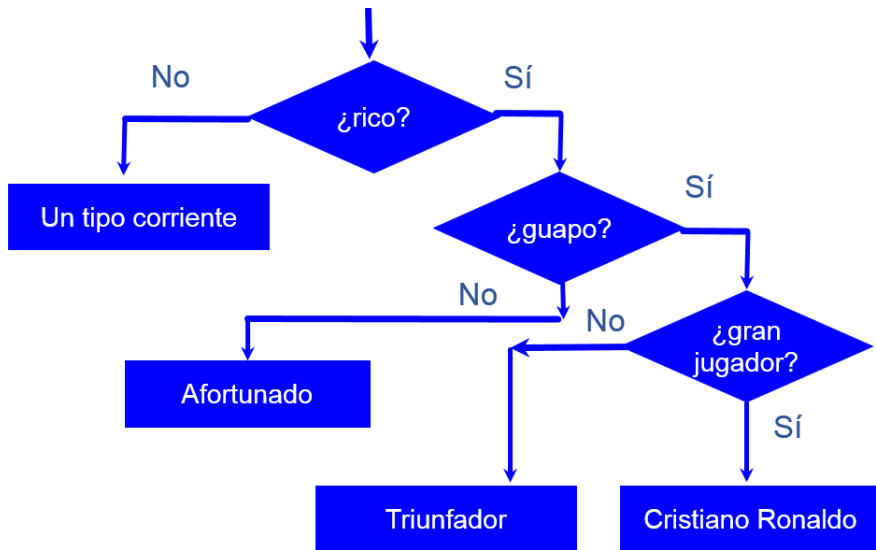 No
Sí
¿rico?
Un tipo corriente
Sí
¿guapo?
No
No
¿gran
jugador?
Afortunado
Sí
Triunfador
Cristiano Ronaldo